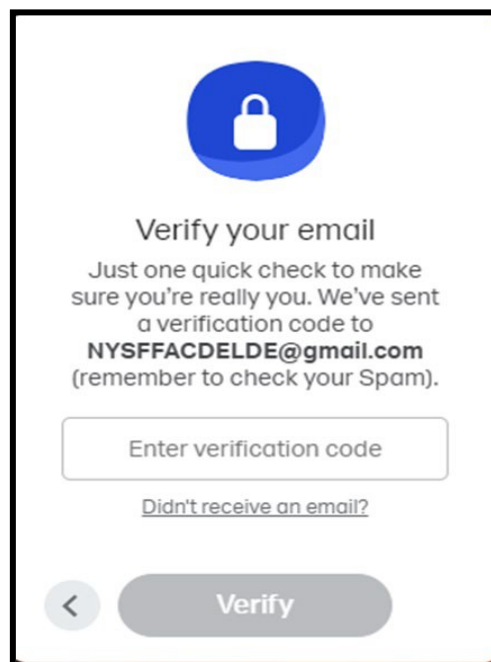 Verify your email
Just one quick check to make
sure you’re really you. We’ve sent
a verification code to
NYSFFACDELDE@gmail.com
(remember to check your Spam).
Enter verification code
Didn't receive an email?
Verify